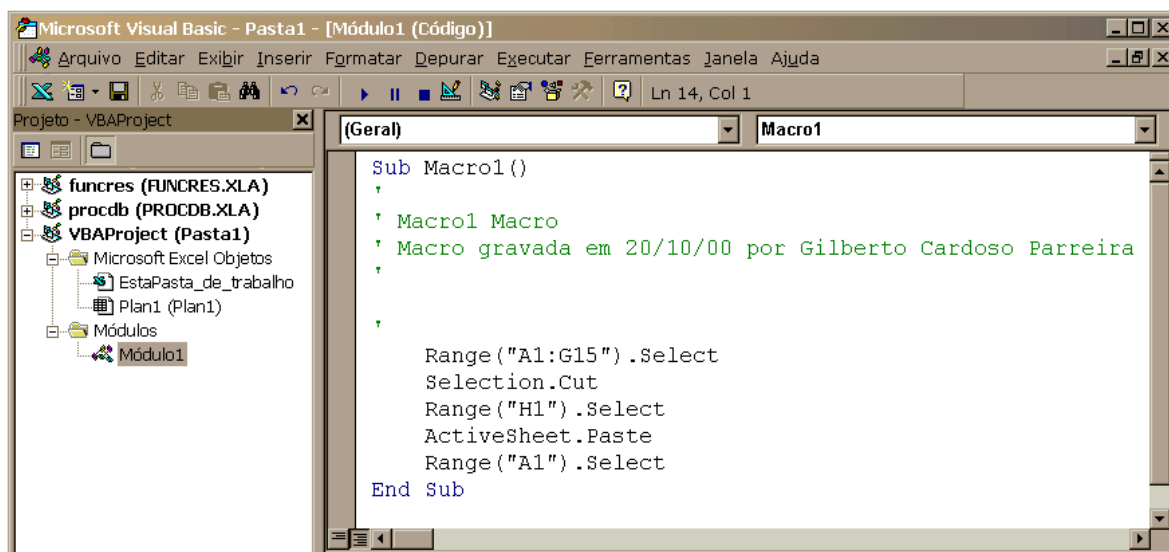 Microsoft Visual Basic - Pasta1 - [Módulo1 (Código)]
Arquivo Editar Exibir Inserir Formatar Depurar Executar Ferramentas Janela Ajuda
Ln 14, Col 1
Projeto - VBAProject
funcres (FUNCRES.XLA)
procdb (PROCDB.XLA)
VBAProject (Pasta1)
Microsoft Excel Objetos
EstaPasta_de_trabalho
Plan1 (Plan1)
Módulos
Módulo1
(Geral)
Macro1
Sub Macro1()
'
' Macro1 Macro
' Macro gravada em 20/10/00 por Gilberto Cardoso Parreira
'
'
Range("A1:G15").Select
Selection.Cut
Range("H1").Select
ActiveSheet.Paste
Range("A1").Select
End Sub